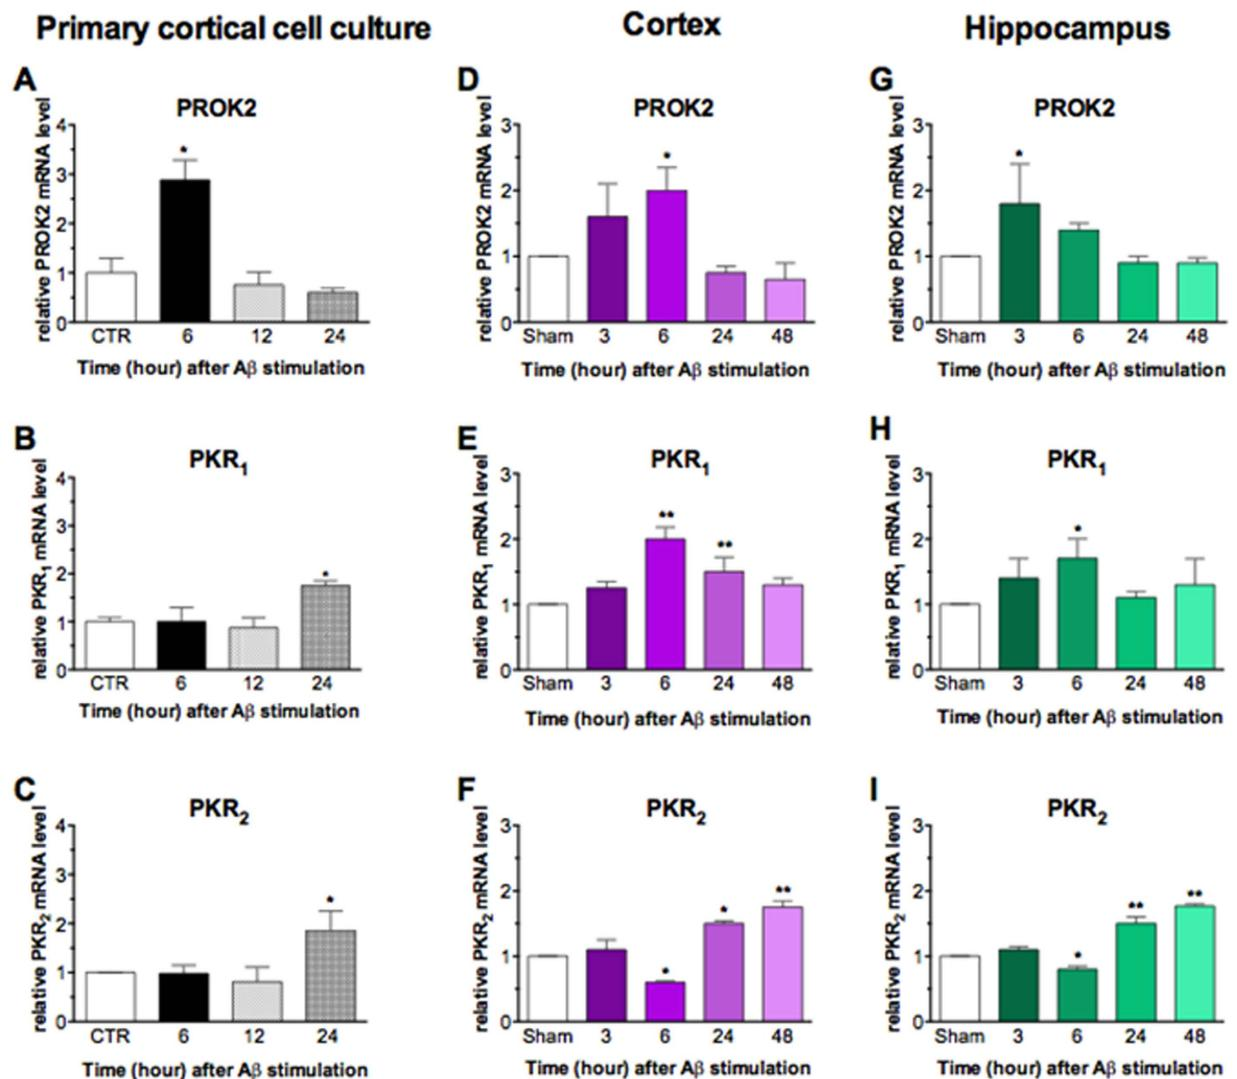 Primary cortical cell culture
Cortex
Hippocampus
A
PROK2
relative PROK2 mRNA level
4
3
2
1
0
*
CTR 6 12 24
Time (hour) after Aβ stimulation
D
PROK2
relative PROK2 mRNA level
3
2
1
0
*
Sham 3 6 24 48
Time (hour) after Aβ stimulation
G
PROK2
relative PROK2 mRNA level
3
2
1
0
*
Sham 3 6 24 48
Time (hour) after Aβ stimulation
B
PKR1
relative PKR1 mRNA level
4
3
2
1
0
*
CTR 6 12 24
Time (hour) after Aβ stimulation
E
PKR1
relative PKR1 mRNA level
3
2
1
0
** **
Sham 3 6 24 48
Time (hour) after Aβ stimulation
H
PKR1
relative PKR1 mRNA level
3
2
1
0
*
Sham 3 6 24 48
Time (hour) after Aβ stimulation
C
PKR2
relative PKR2 mRNA level
4
3
2
1
0
*
CTR 6 12 24
Time (hour) after Aβ stimulation
F
PKR2
relative PKR2 mRNA level
3
2
1
0
* * **
Sham 3 6 24 48
Time (hour) after Aβ stimulation
I
PKR2
relative PKR2 mRNA level
3
2
1
0
* ** **
Sham 3 6 24 48
Time (hour) after Aβ stimulation